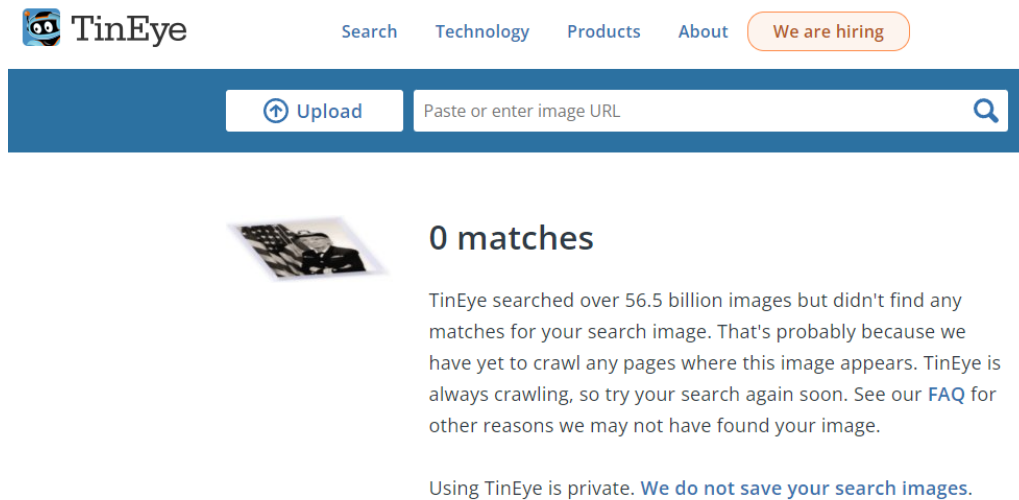 TinEye
Search Technology Products About We are hiring
Upload
Paste or enter image URL
0 matches
TinEye searched over 56.5 billion images but didn't find any
matches for your search image. That's probably because we
have yet to crawl any pages where this image appears. TinEye is
always crawling, so try your search again soon. See our FAQ for
other reasons we may not have found your image.
Using TinEye is private. We do not save your search images.